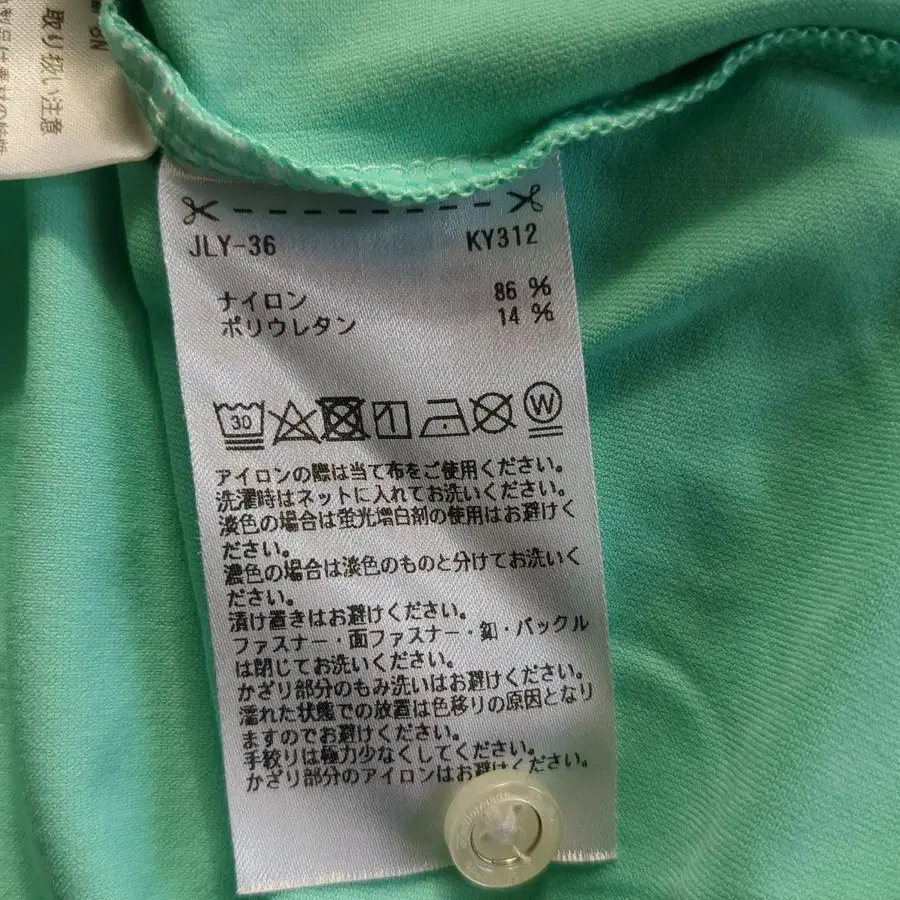 取り扱い注意
JLY-36 KY312
ナイロン 86 %
ポリウレタン 14 %
30 1 W
アイロンの際は当て布をご使用ください。
洗濯時はネットに入れてお洗いください。
淡色の場合は蛍光増白剤の使用はお避けく
ださい。
濃色の場合は淡色のものと分けてお洗いく
ださい。
漬け置きはお避けください。
ファスナー・面ファスナー・釦・バックル
は閉じてお洗いください。
かざり部分のもみ洗いはお避けください。
濡れた状態での放置は色移りの原因となり
ますのでお避けください。
手絞りは極力少なくしてください。
かざり部分のアイロンはお避けください。